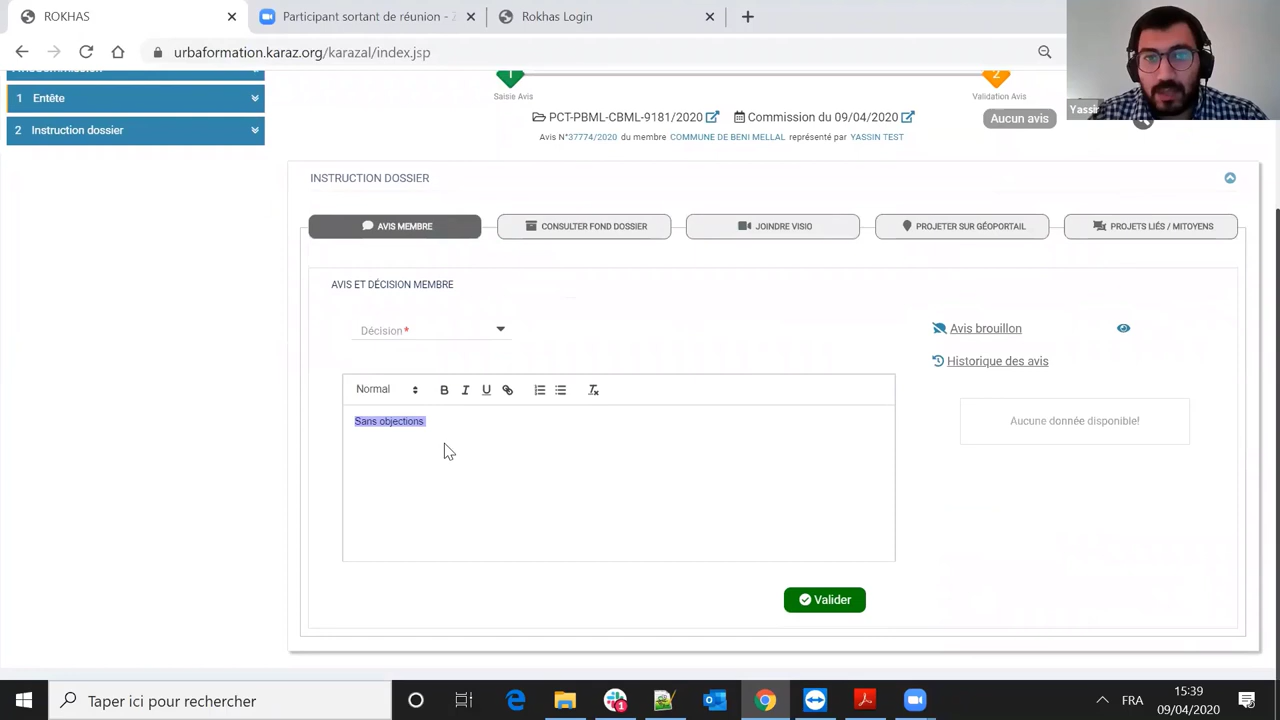 ROKHAS
Participant sortant de réunion - Z
Rokhas Login
urbaformation.karaz.org/karazal/index.jsp
1 Entête
2 Instruction dossier
1
2
Saisie Avis
Validation Avis
Yassir
PCT-PBML-CBML-9181/2020
Commission du 09/04/2020
Aucun avis
Avis N°37774/2020 du membre COMMUNE DE BENI MELLAL représenté par YASSIN TEST
INSTRUCTION DOSSIER
AVIS MEMBRE
CONSULTER FOND DOSSIER
JOINDRE VISIO
PROJETER SUR GÉOPORTAIL
PROJETS LIÉS / MITOYENS
AVIS ET DÉCISION MEMBRE
Décision*
Avis brouillon
Historique des avis
Normal
Sans objections
Aucune donnée disponible!
Valider
Taper ici pour rechercher
1
FRA
15:39
09/04/2020